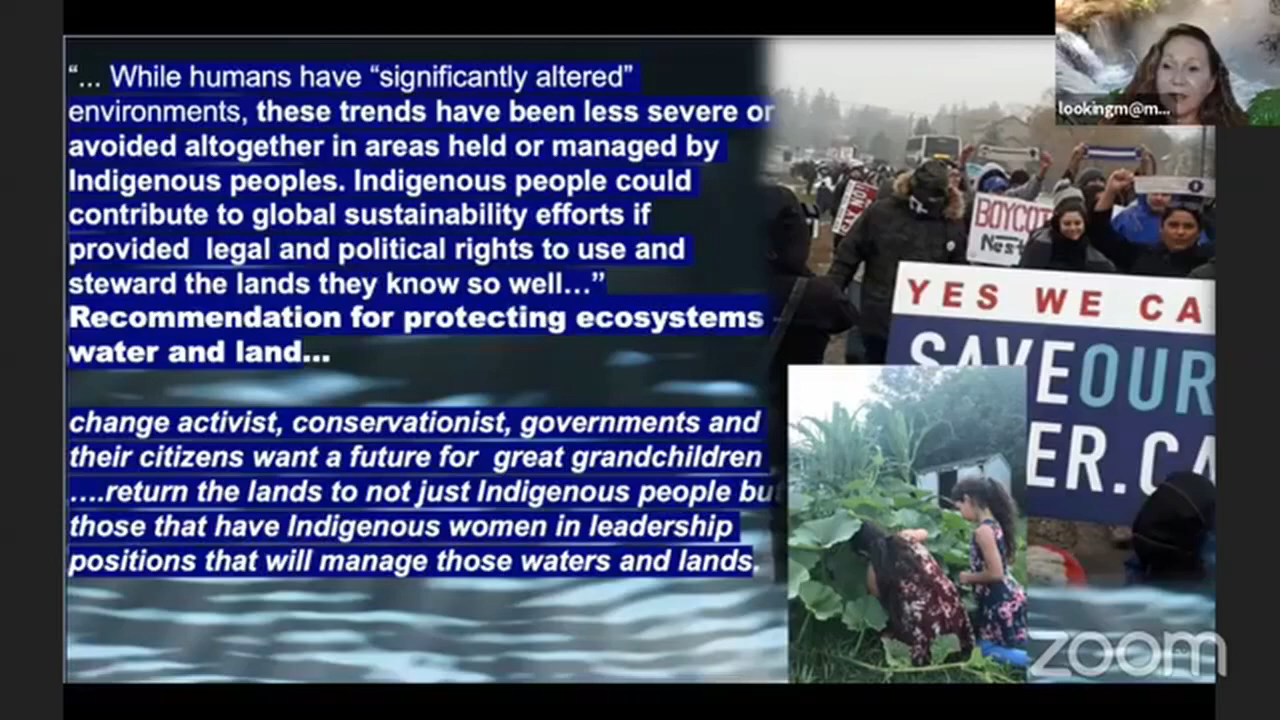 “... While humans have “significantly altered”
environments, these trends have been less severe or
avoided altogether in areas held or managed by
Indigenous peoples. Indigenous people could
contribute to global sustainability efforts if
provided legal and political rights to use and
steward the lands they know so well…”
Recommendation for protecting ecosystems
water and land…
change activist, conservationist, governments and
their citizens want a future for great grandchildren
….return the lands to not just Indigenous people but
those that have Indigenous women in leadership
positions that will manage those waters and lands.
lookingm@m...
BOYCOT
Nest
YES WE CA
SAVEOUR
ER.CA
zoom